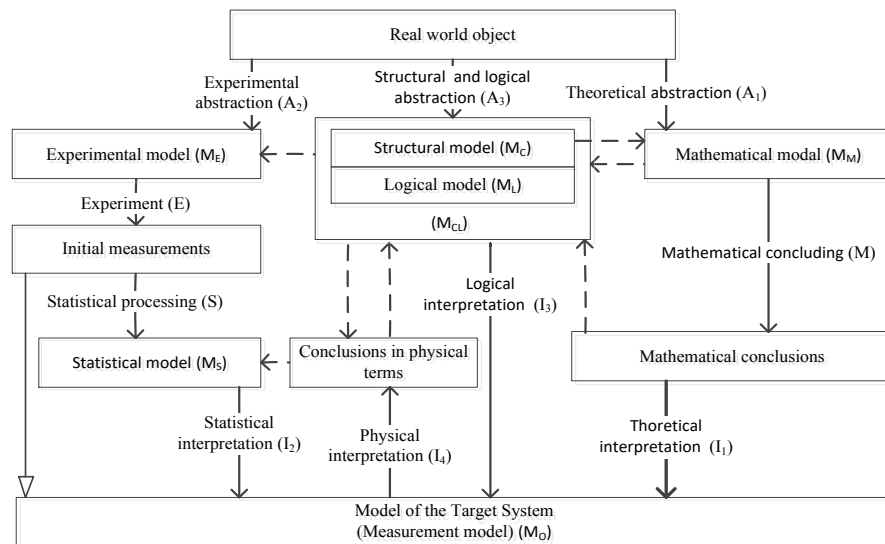 Real world object
Experimental
abstraction (A2)
Structural and logical
abstraction (A3)
Theoretical abstraction (A1)
Experimental model (ME)
Structural model (MC)
Logical model (ML)
(MCL)
Mathematical modal (MM)
Experiment (E)
Initial measurements
Mathematical concluding (M)
Statistical processing (S)
Logical
interpretation (I3)
Statistical model (MS)
Conclusions in physical
terms
Mathematical conclusions
Statistical
interpretation (I2)
Physical
interpretation (I4)
Thoretical
interpretation (I1)
Model of the Target System
(Measurement model) (MO)